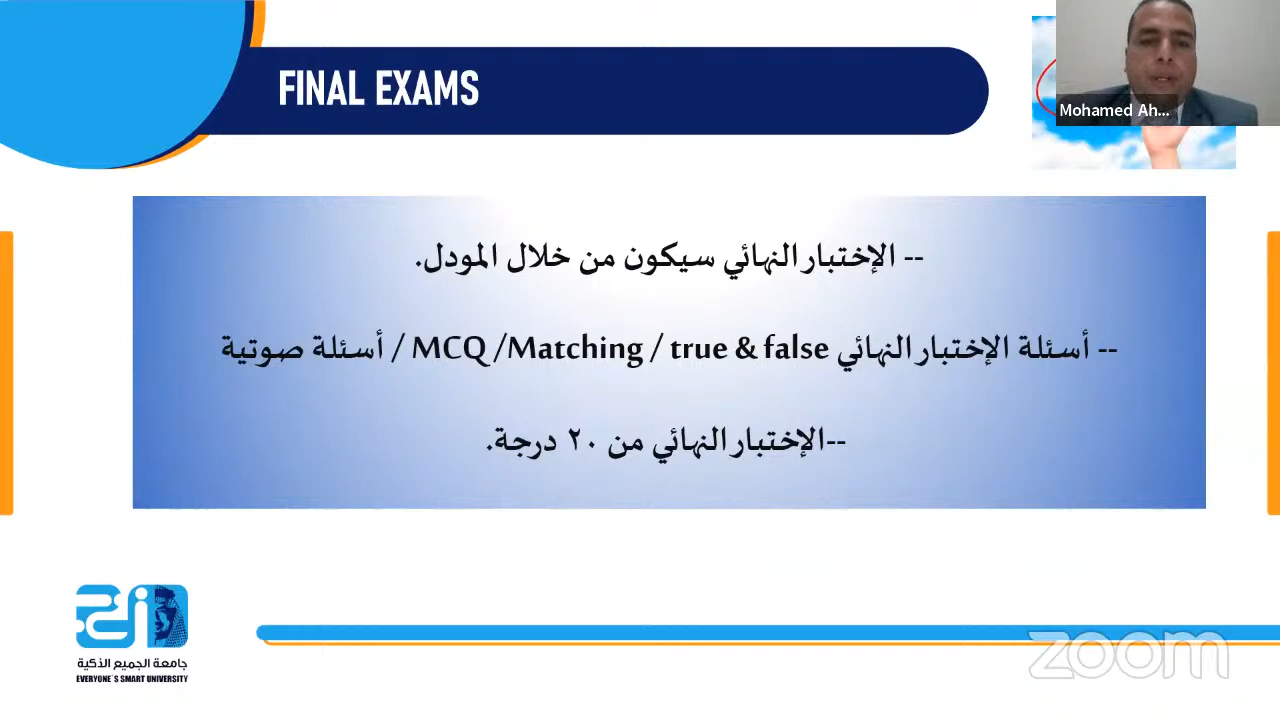 FINAL EXAMS
Mohamed Ah...
-- الإختبار النهائي سيكون من خلال المودل.
-- أسئلة الإختبار النهائي MCQ /Matching / true & false / أسئلة صوتية
--الإختبار النهائي من ٢٠ درجة.
جامعة الجميع الذكية
EVERYONE`S SMART UNIVERSITY
zoom